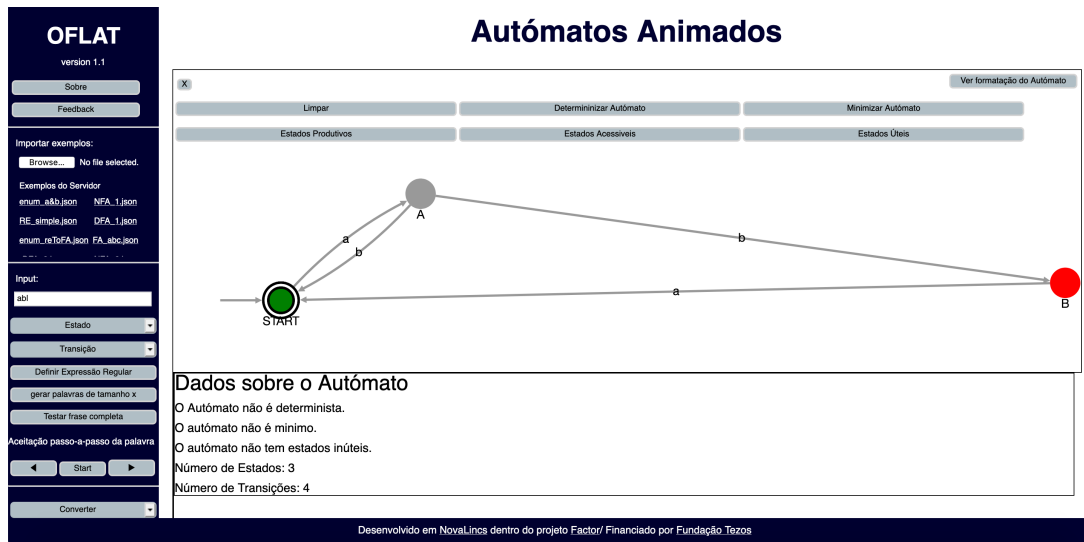 OFLAT
version 1.1
Sobre
Feedback
Importar exemplos:
Browse... No file selected.
Exemplos do Servidor
enum_a&b.json NFA_1.json
RE_simple.json DFA_1.json
enum_reToFA.json FA_abc.json
Input:
abl
Estado
Transição
Definir Expressão Regular
gerar palavras de tamanho x
Testar frase completa
Aceitação passo-a-passo da palavra
Start
Converter
Autómatos Animados
X
Ver formatação do Autómato
Limpar Determininizar Autómato Minimizar Autómato
Estados Produtivos Estados Acessiveis Estados Úteis
A
a
b
b
a
START
B
Dados sobre o Autómato
O Autómato não é determinista.
O autómato não é minimo.
O autómato não tem estados inúteis.
Número de Estados: 3
Número de Transições: 4
Desenvolvido em NovaLincs dentro do projeto Factor/ Financiado por Fundação Tezos